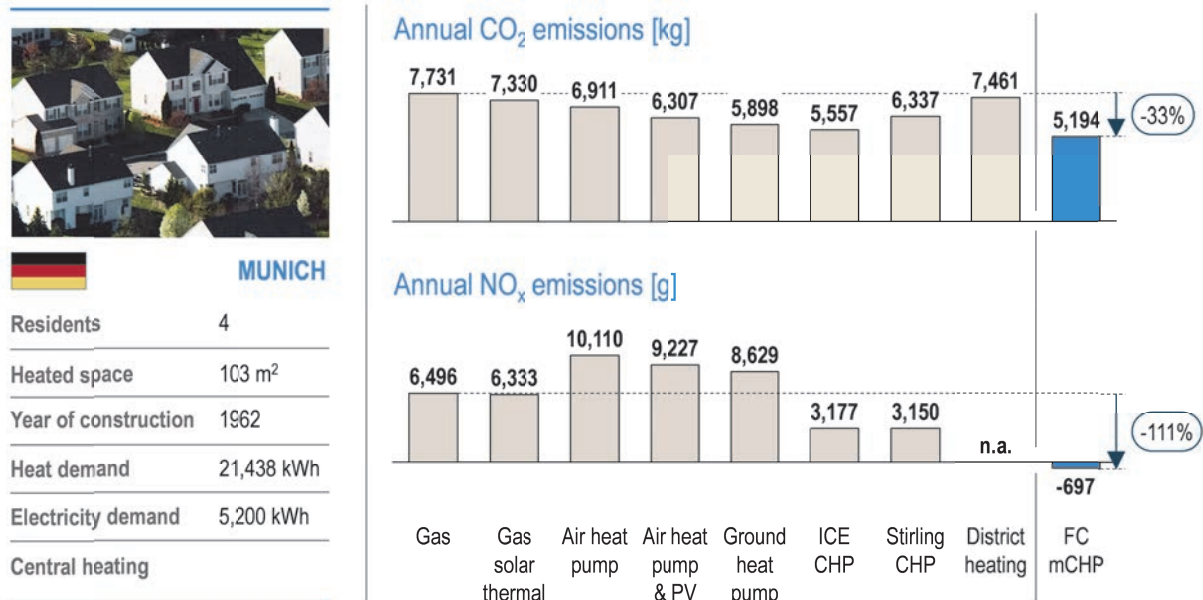 MUNICH
Residents 4
Heated space 103 m²
Year of construction 1962
Heat demand 21,438 kWh
Electricity demand 5,200 kWh
Central heating
Annual CO₂ emissions [kg]
7,731 7,330 6,911 6,307 5,898 5,557 6,337 7,461 5,194 -33%
Annual NOₓ emissions [g]
6,496 6,333 10,110 9,227 8,629 3,177 3,150 n.a. -697 -111%
Gas Gas Air heat Air heat Ground ICE Stirling District FC
solar pump pump heat CHP CHP heating mCHP
thermal & PV pump